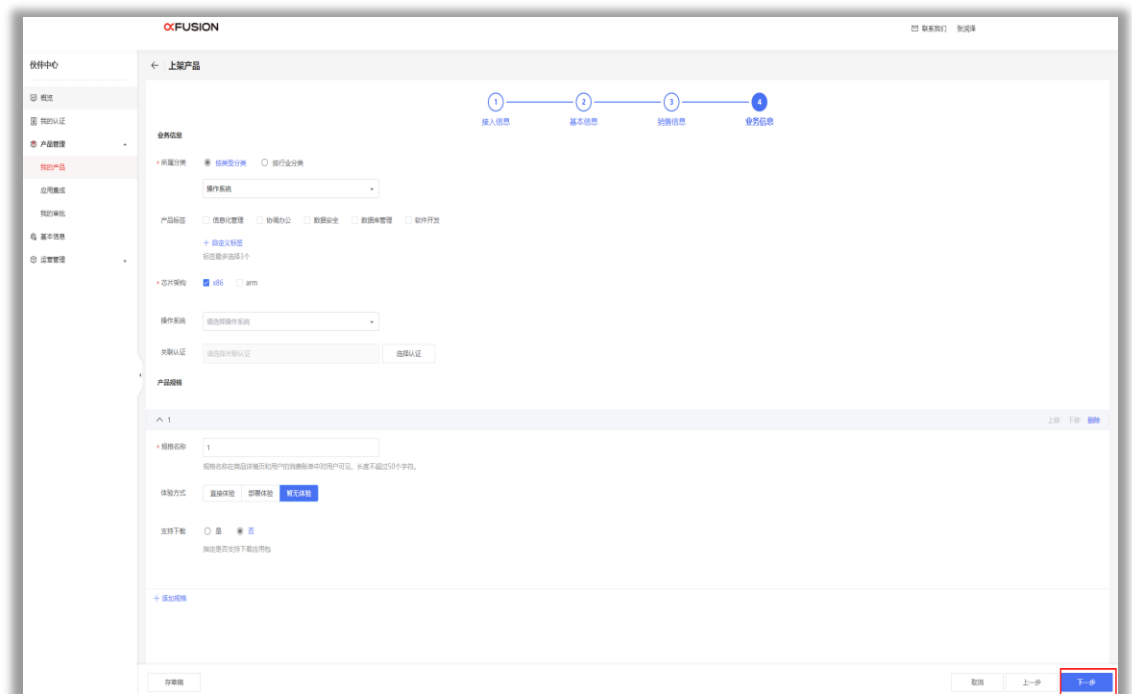 XFUSION
联系我们 张润泽
伙伴中心
← 上架产品
概览
我的认证
产品管理
我的产品
应用集成
我的审批
基本信息
运营管理
1 2 3 4
接入信息 基本信息 销售信息 业务信息
业务信息
* 所属分类 按类型分类 按行业分类
操作系统
产品标签 信息化管理 协调办公 数据安全 数据库管理 软件开发
+ 自定义标签
标签最多选择3个
* 芯片架构 x86 arm
操作系统 请选择操作系统
关联认证 请选择关联认证 选择认证
产品规格
1 上移 下移 删除
* 规格名称 1
规格名称在商品详情页和用户的消费账单中对用户可见，长度不超过50个字符。
体验方式 直接体验 部署体验 暂无体验
支持下载 是 否
指定是否支持下载应用包
+ 添加规格
存草稿 取消 上一步 下一步